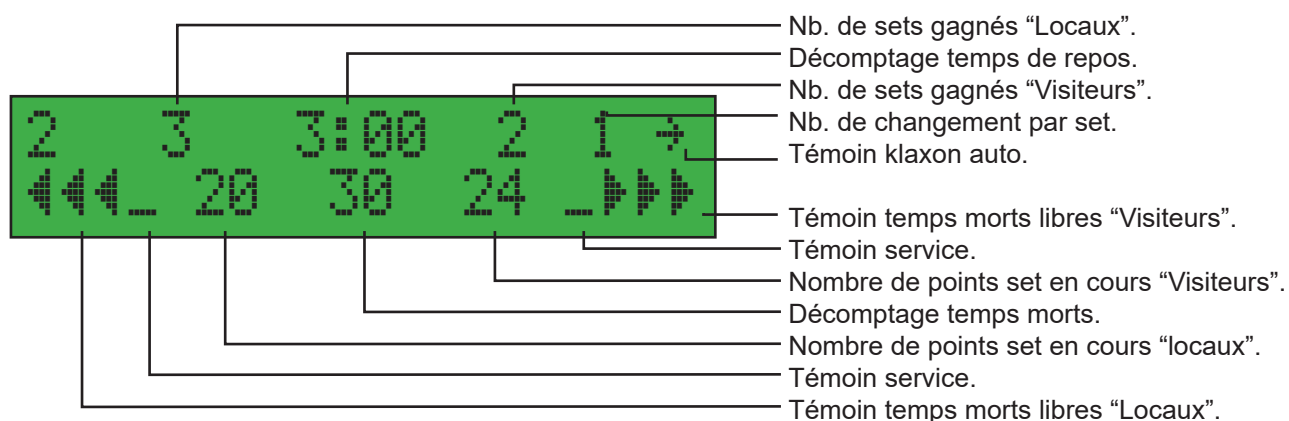 Nb. de sets gagnés “Locaux”.
Décomptage temps de repos.
Nb. de sets gagnés “Visiteurs”.
Nb. de changement par set.
Témoin klaxon auto.
2 3 3:00 2 1 →
◀◀◀_ 20 30 24 _▶▶▶
Témoin temps morts libres “Visiteurs”.
Témoin service.
Nombre de points set en cours “Visiteurs”.
Décomptage temps morts.
Nombre de points set en cours “locaux”.
Témoin service.
Témoin temps morts libres “Locaux”.